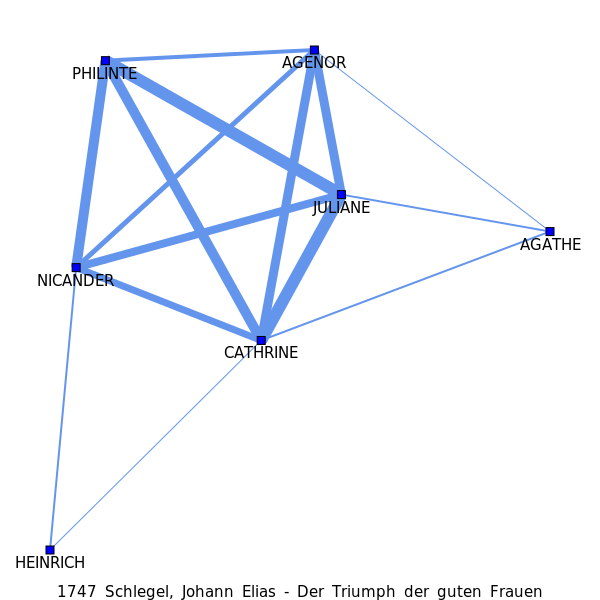 AGENOR
PHILINTE
JULIANE
AGATHE
NICANDER
CATHRINE
HEINRICH
1747 Schlegel, Johann Elias - Der Triumph der guten Frauen